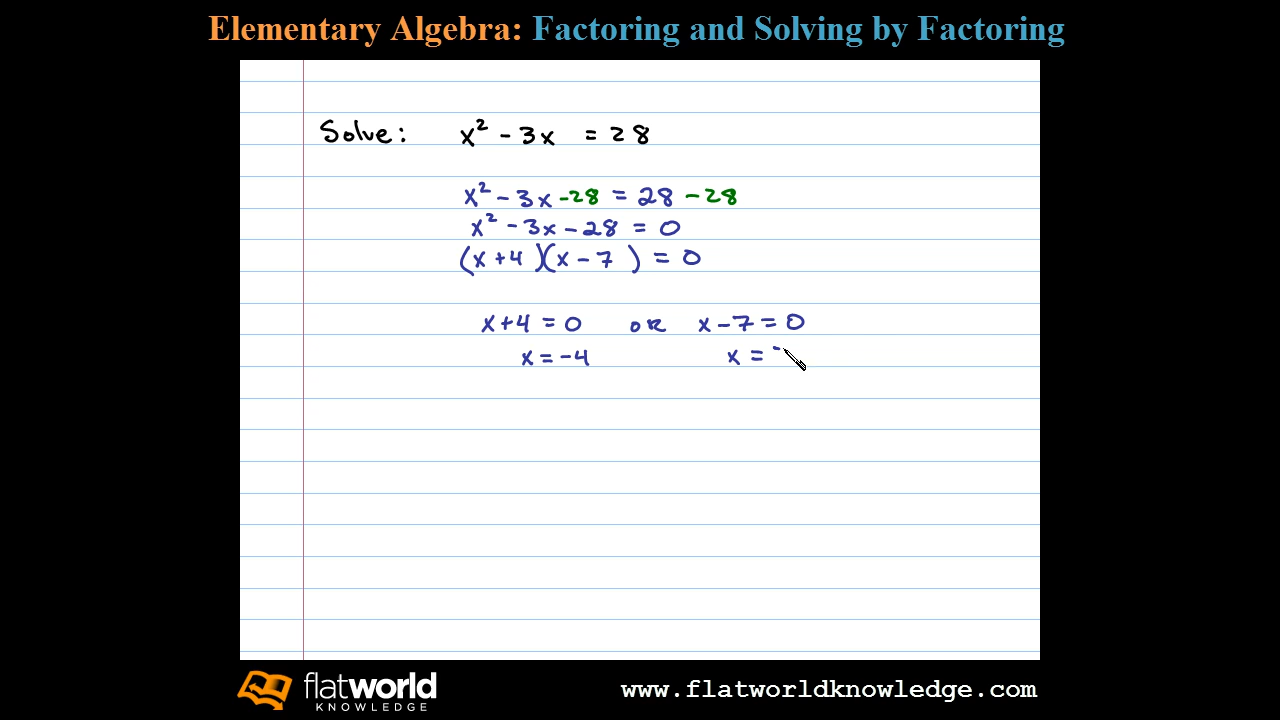 Elementary Algebra: Factoring and Solving by Factoring
Solve: x² - 3x = 28
x² - 3x - 28 = 28 - 28
x² - 3x - 28 = 0
(x + 4)(x - 7) = 0
x + 4 = 0 or x - 7 = 0
x = -4 x =
flatworld
KNOWLEDGE
www.flatworldknowledge.com